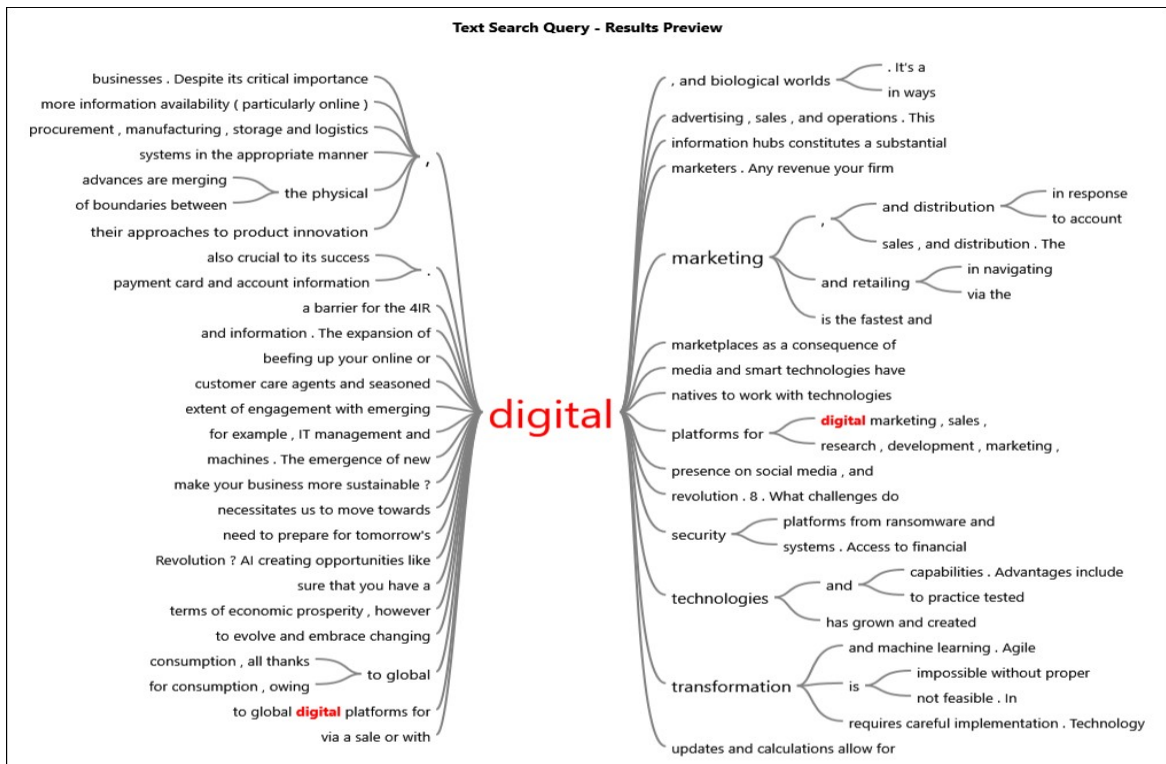 Text Search Query - Results Preview
businesses . Despite its critical importance
more information availability ( particularly online )
procurement , manufacturing , storage and logistics
systems in the appropriate manner
advances are merging
of boundaries between
the physical
their approaches to product innovation
,
also crucial to its success
payment card and account information
.
a barrier for the 4IR
and information . The expansion of
beefing up your online or
customer care agents and seasoned
extent of engagement with emerging
for example , IT management and
machines . The emergence of new
make your business more sustainable ?
necessitates us to move towards
need to prepare for tomorrow's
Revolution ? AI creating opportunities like
sure that you have a
terms of economic prosperity , however
to evolve and embrace changing
consumption , all thanks
for consumption , owing
to global
to global digital platforms for
via a sale or with
digital
, and biological worlds
. It's a
in ways
advertising , sales , and operations . This
information hubs constitutes a substantial
marketers . Any revenue your firm
marketing
,
and distribution
in response
to account
sales , and distribution . The
and retailing
in navigating
via the
is the fastest and
marketplaces as a consequence of
media and smart technologies have
natives to work with technologies
platforms for
digital marketing , sales ,
research , development , marketing ,
presence on social media , and
revolution . 8 . What challenges do
security
platforms from ransomware and
systems . Access to financial
technologies
and
capabilities . Advantages include
to practice tested
has grown and created
transformation
and machine learning . Agile
is
impossible without proper
not feasible . In
requires careful implementation . Technology
updates and calculations allow for